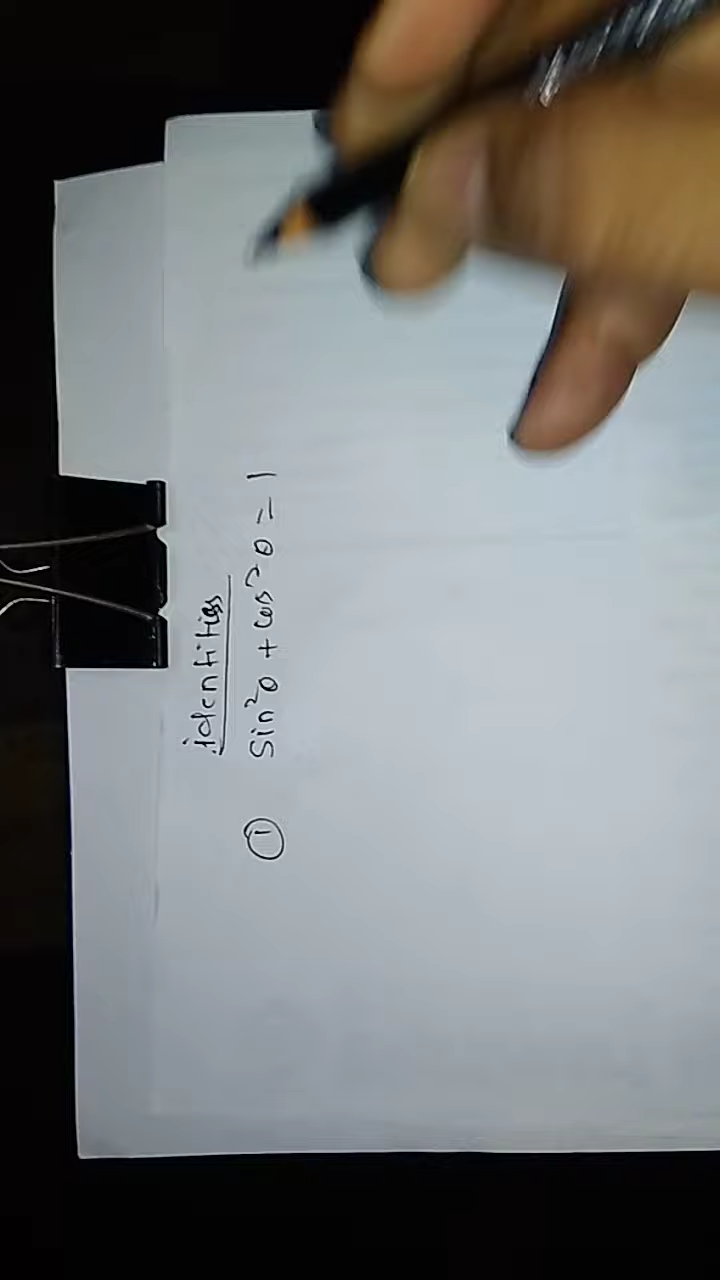 identities
① sin²θ + cos²θ = 1